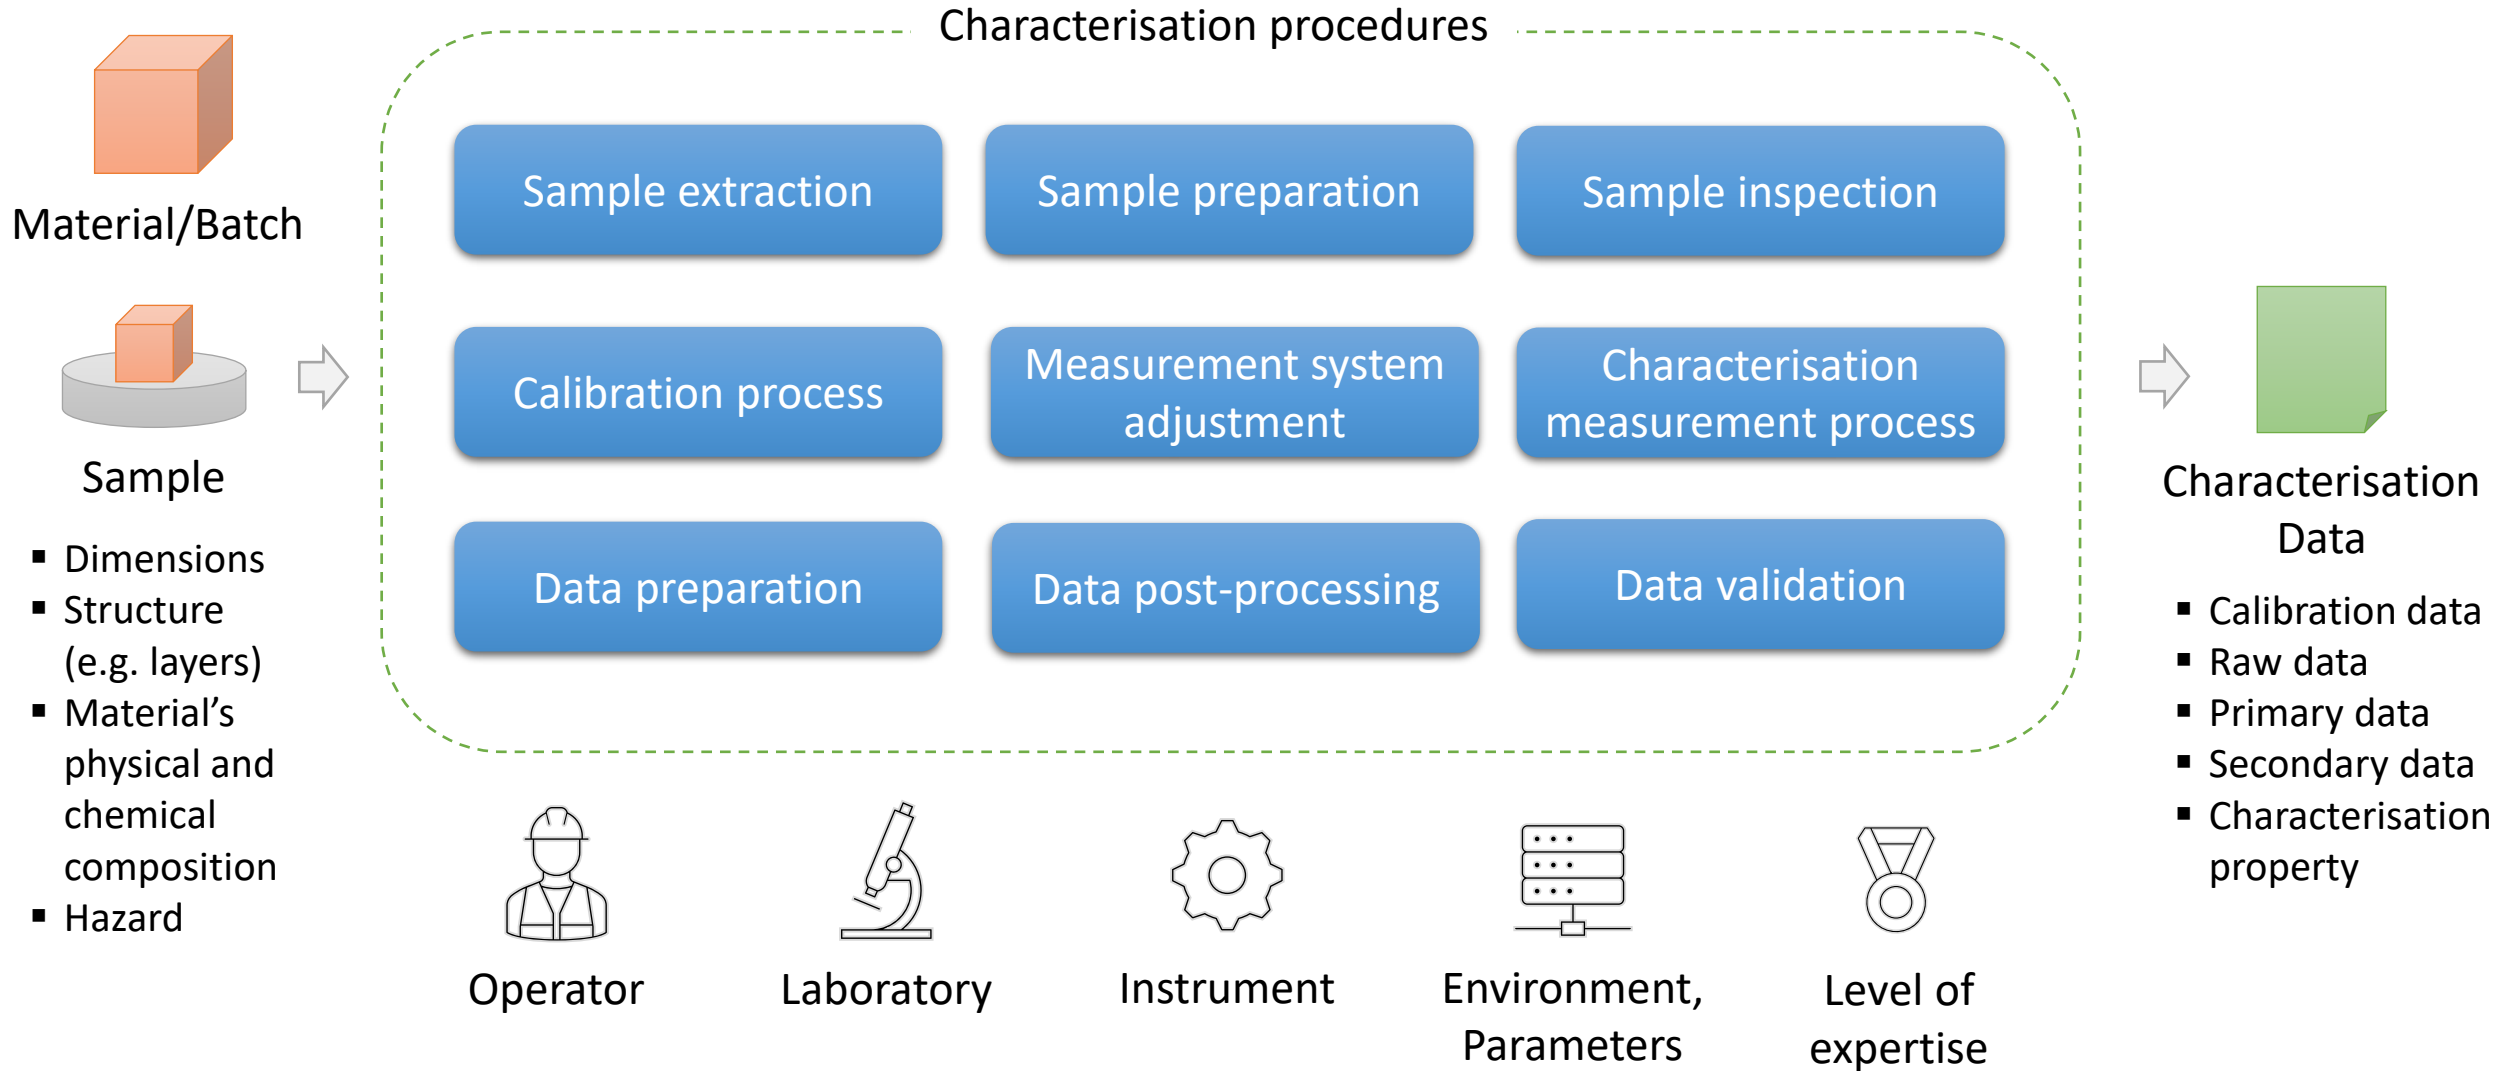 Characterisation procedures
Material/Batch
Sample
▪ Dimensions
▪ Structure
(e.g. layers)
▪ Material’s
physical and
chemical
composition
▪ Hazard
Sample extraction
Sample preparation
Sample inspection
Calibration process
Measurement system
adjustment
Characterisation
measurement process
Data preparation
Data post-processing
Data validation
Operator
Laboratory
Instrument
Environment,
Parameters
Level of
expertise
Characterisation
Data
▪ Calibration data
▪ Raw data
▪ Primary data
▪ Secondary data
▪ Characterisation
property